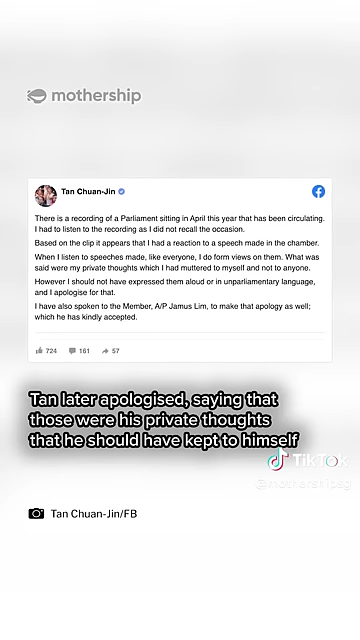 mothership
Tan Chuan-Jin
There is a recording of a Parliament sitting in April this year that has been circulating.
I had to listen to the recording as I did not recall the occasion.
Based on the clip it appears that I had a reaction to a speech made in the chamber.
When I listen to speeches made, like everyone, I do form views on them. What was
said were my private thoughts which I had muttered to myself and not to anyone.
However I should not have expressed them aloud or in unparliamentary language,
and I apologise for that.
I have also spoken to the Member, A/P Jamus Lim, to make that apology as well;
which he has kindly accepted.
724 161 57
Tan later apologised, saying that
those were his private thoughts
that he should have kept to himself
TikTok
@mothershipsg
Tan Chuan-Jin/FB